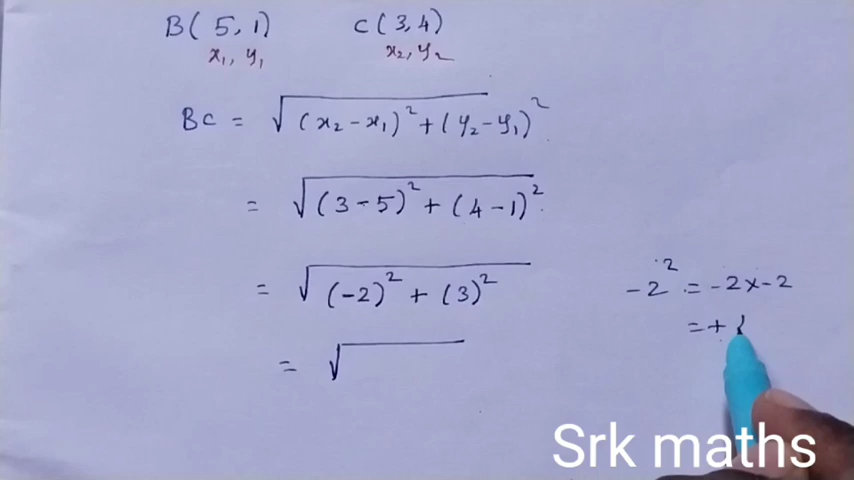 B( 5, 1) C( 3, 4)
x₁, y₁ x₂, y₂
BC = √(x₂ - x₁)² + (y₂ - y₁)²
= √(3 - 5)² + (4 - 1)²
= √(-2)² + (3)²
-2² = -2x-2
= +
= √
Srk maths